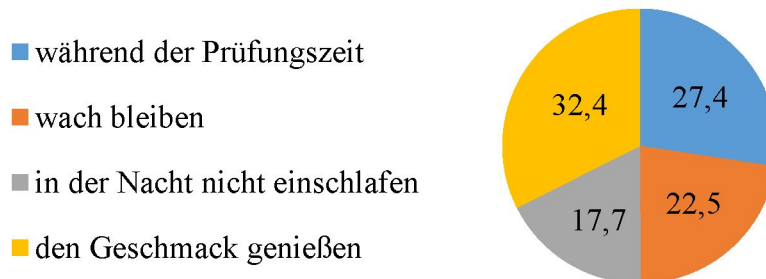 während der Prüfungszeit
wach bleiben
in der Nacht nicht einschlafen
den Geschmack genießen
32,4
27,4
17,7
22,5